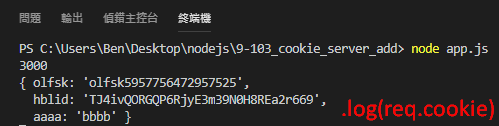 問題 輸出 偵錯主控台 終端機
PS C:\Users\Ben\Desktop\nodejs\9-103_cookie_server_add> node app.js
3000
{ olfsk: 'olfsk5957756472957525',
hblid: 'TJ4ivQORGQP6RjyE3m39N0H8REa2r669',
aaaa: 'bbbb' }
.log(req.cookie)